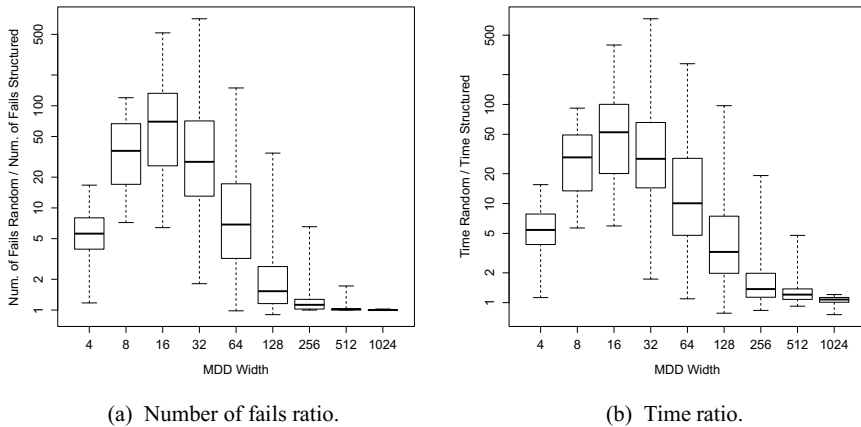 Num. of Fails Random / Num. of Fails Structured
500
100
50
20
10
5
2
1
4 8 16 32 64 128 256 512 1024
MDD Width
(a) Number of fails ratio.
Time Random / Time Structured
500
100
50
20
10
5
2
1
4 8 16 32 64 128 256 512 1024
MDD Width
(b) Time ratio.